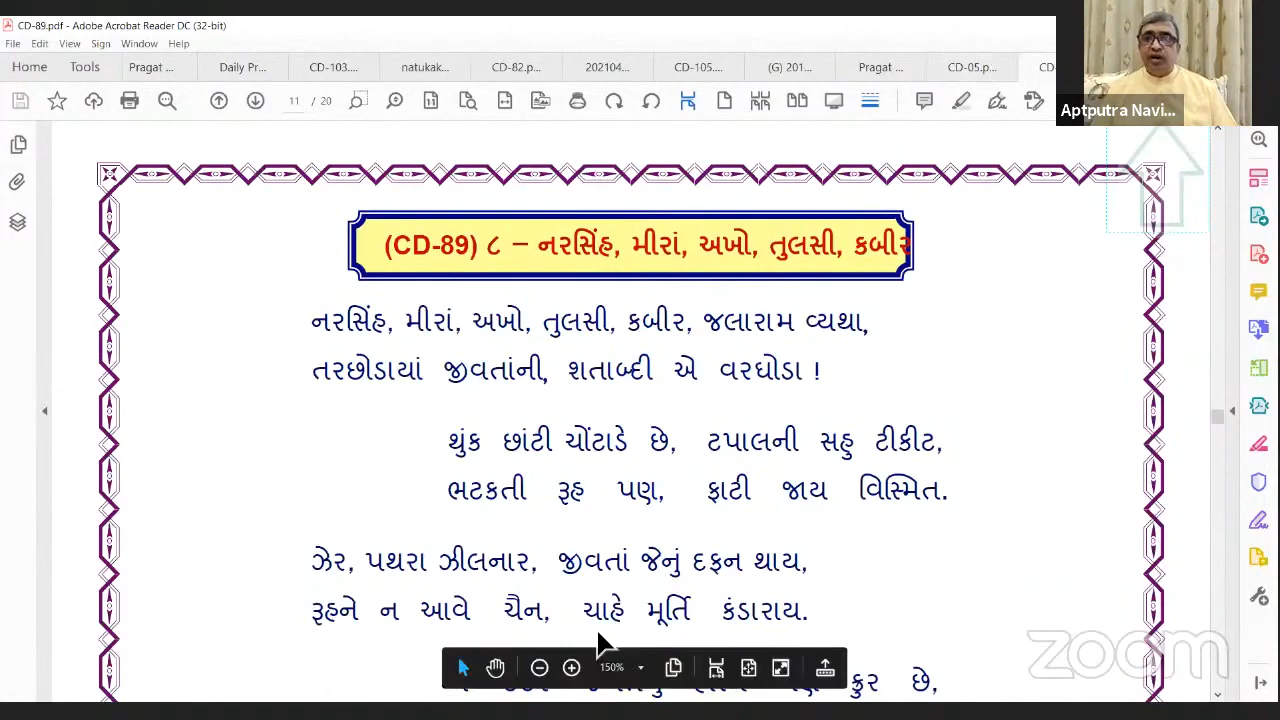 CD-89.pdf - Adobe Acrobat Reader DC (32-bit)
File Edit View Sign Window Help
Home Tools Pragat ... Daily Pr... CD-103.... natukak... CD-82.p... 202104... CD-105.... (G) 201... Pragat ... CD-05.p... CD-
11 / 20
Aptputra Navi...
(CD-89) ૮ – નરસિંહ, મીરાં, અખો, તુલસી, કબીર
નરસિંહ, મીરાં, અખો, તુલસી, કબીર, જલારામ વ્યથા,
તરછોડાયાં જીવતાંની, શતાબ્દી એ વરઘોડા !
થુંક છાંટી ચોંટાડે છે, ટપાલની સહુ ટીકીટ,
ભટકતી રૂહ પણ, ફાટી જાય વિસ્મિત.
ઝેર, પથરા ઝીલનાર, જીવતાં જેનું દફન થાય,
રૂહને ન આવે ચૈન, ચાહે મૂર્તિ કંડારાય.
zoom
150%
ક્રુર છે,